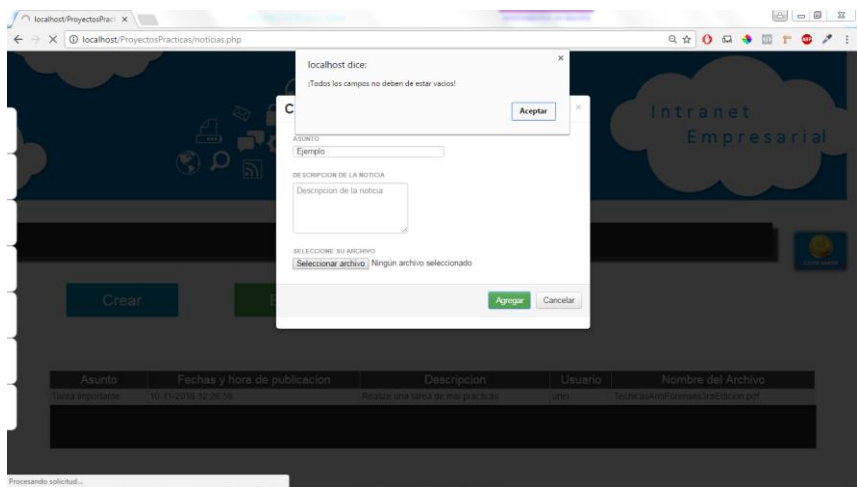 localhost/ProyectosPract
localhost/ProyectosPracticas/noticias.php
localhost dice:
¡Todos los campos no deben de estar vacios!
Aceptar
Intranet
Empresarial
C
ASUNTO
Ejemplo
DESCRIPCION DE LA NOTICIA
Descripcion de la noticia
SELECCIONE SU ARCHIVO
Seleccionar archivo Ningún archivo seleccionado
Crear
E
Agregar Cancelar
Asunto Fechas y hora de publicacion Descripcion Usuario Nombre del Archivo
Tarea Importante 10-11-2016 12:26:56 Realize una tarea de mis practicas user TecnicasAntiForenses3raEdicion.pdf
Procesando solicitud...